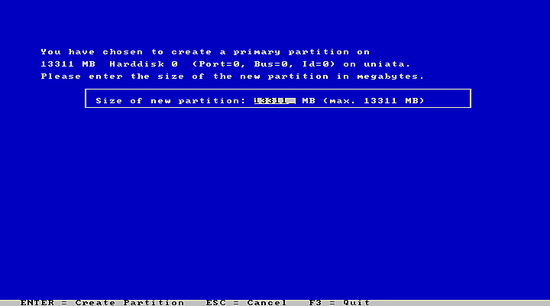 You have chosen to create a primary partition on
13311 MB  Harddisk 0  (Port=0, Bus=0, Id=0) on uniata.
Please enter the size of the new partition in megabytes.
Size of new partition: 13311_ MB (max. 13311 MB)
ENTER = Create Partition   ESC = Cancel   F3 = Quit